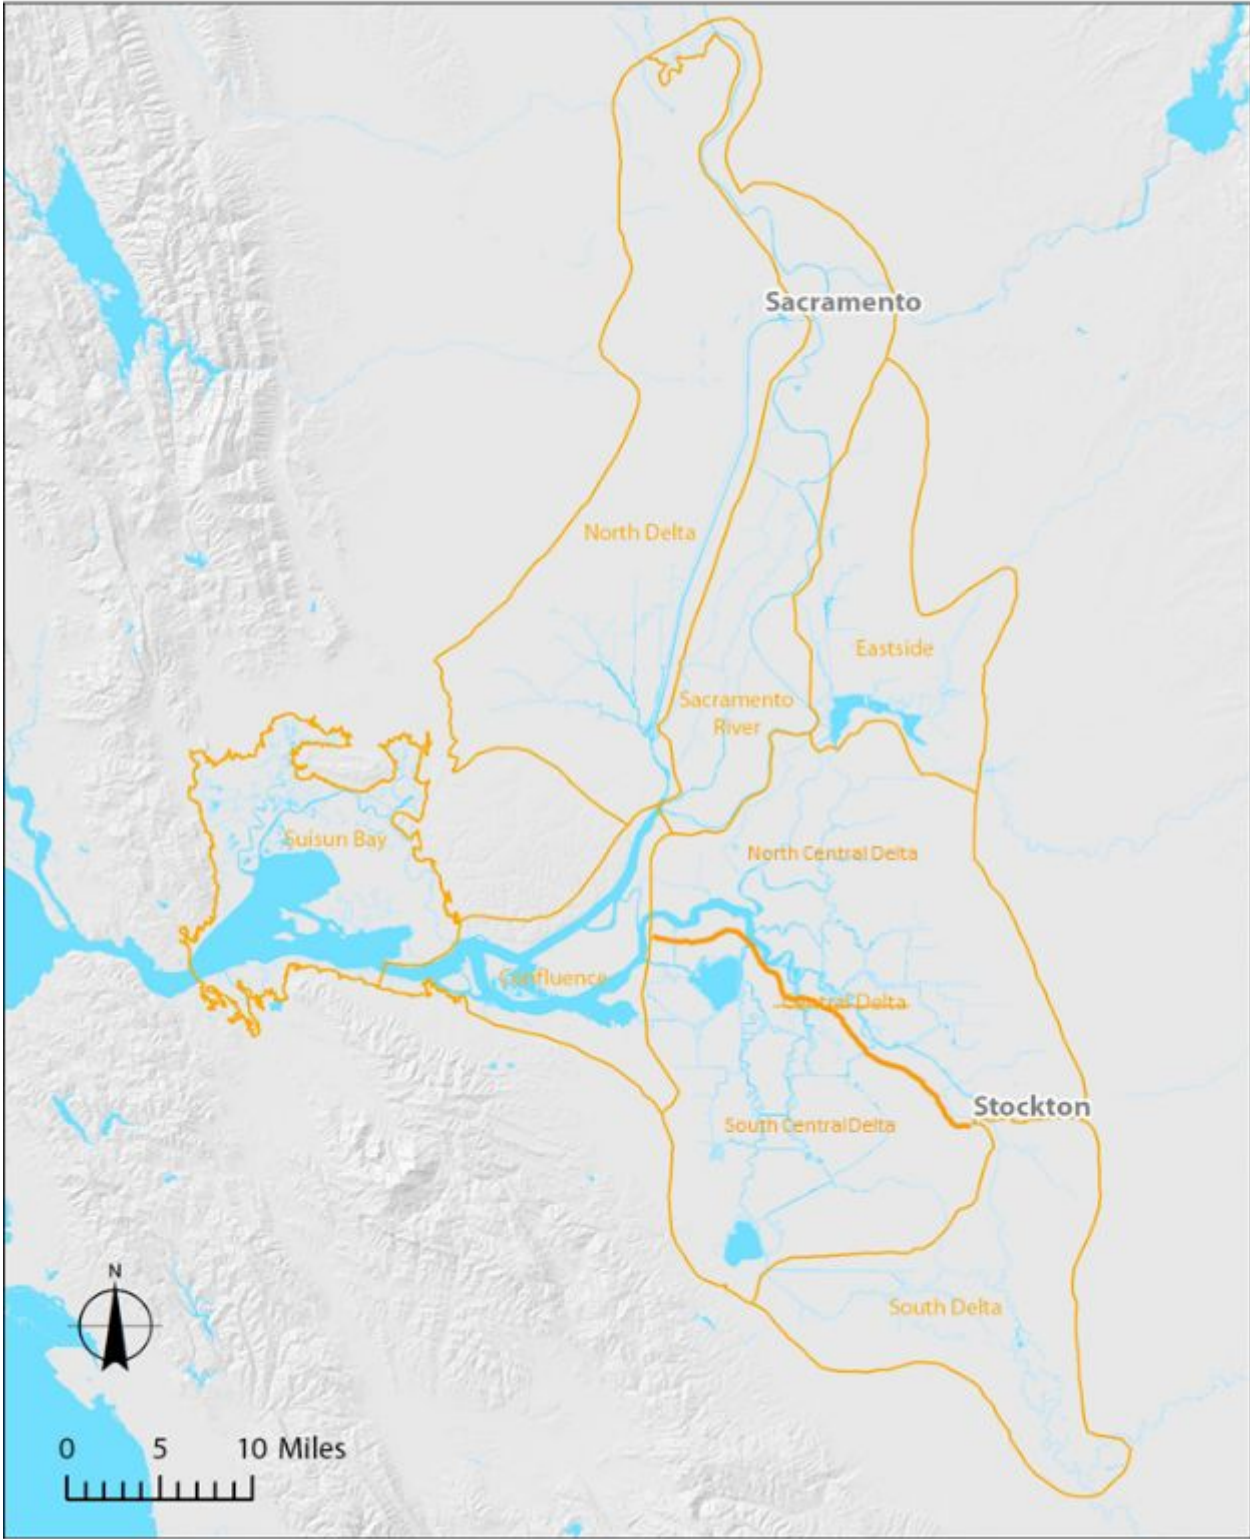 Sacramento
North Delta
Eastside
Sacramento
River
Suisun Bay
North Central Delta
Confluence
Central Delta
Stockton
South Central Delta
N
South Delta
0 5 10 Miles